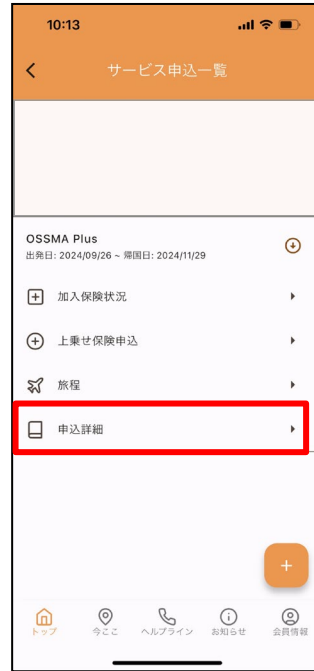 10:13
サービス申込一覧
OSSMA Plus
出発日: 2024/09/26 ~ 帰国日: 2024/11/29
加入保険状況
上乗せ保険申込
旅程
申込詳細
トップ
今ここ
ヘルプライン
お知らせ
会員情報